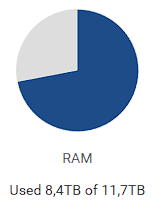 RAM
Used 8,4TB of 11,7TB